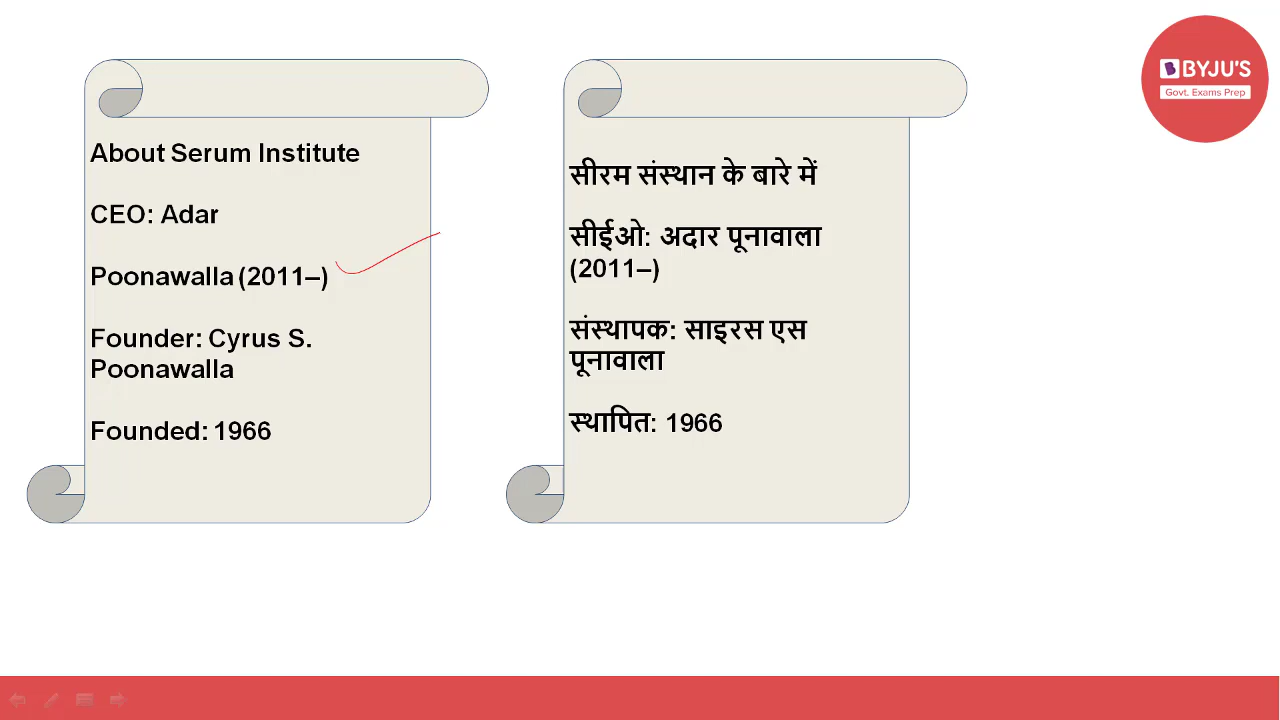 About Serum Institute
CEO: Adar
Poonawalla (2011–)
Founder: Cyrus S.
Poonawalla
Founded: 1966
सीरम संस्थान के बारे में
सीईओ: अदार पूनावाला
(2011–)
संस्थापक: साइरस एस
पूनावाला
स्थापित: 1966
BYJU'S
Govt. Exams Prep